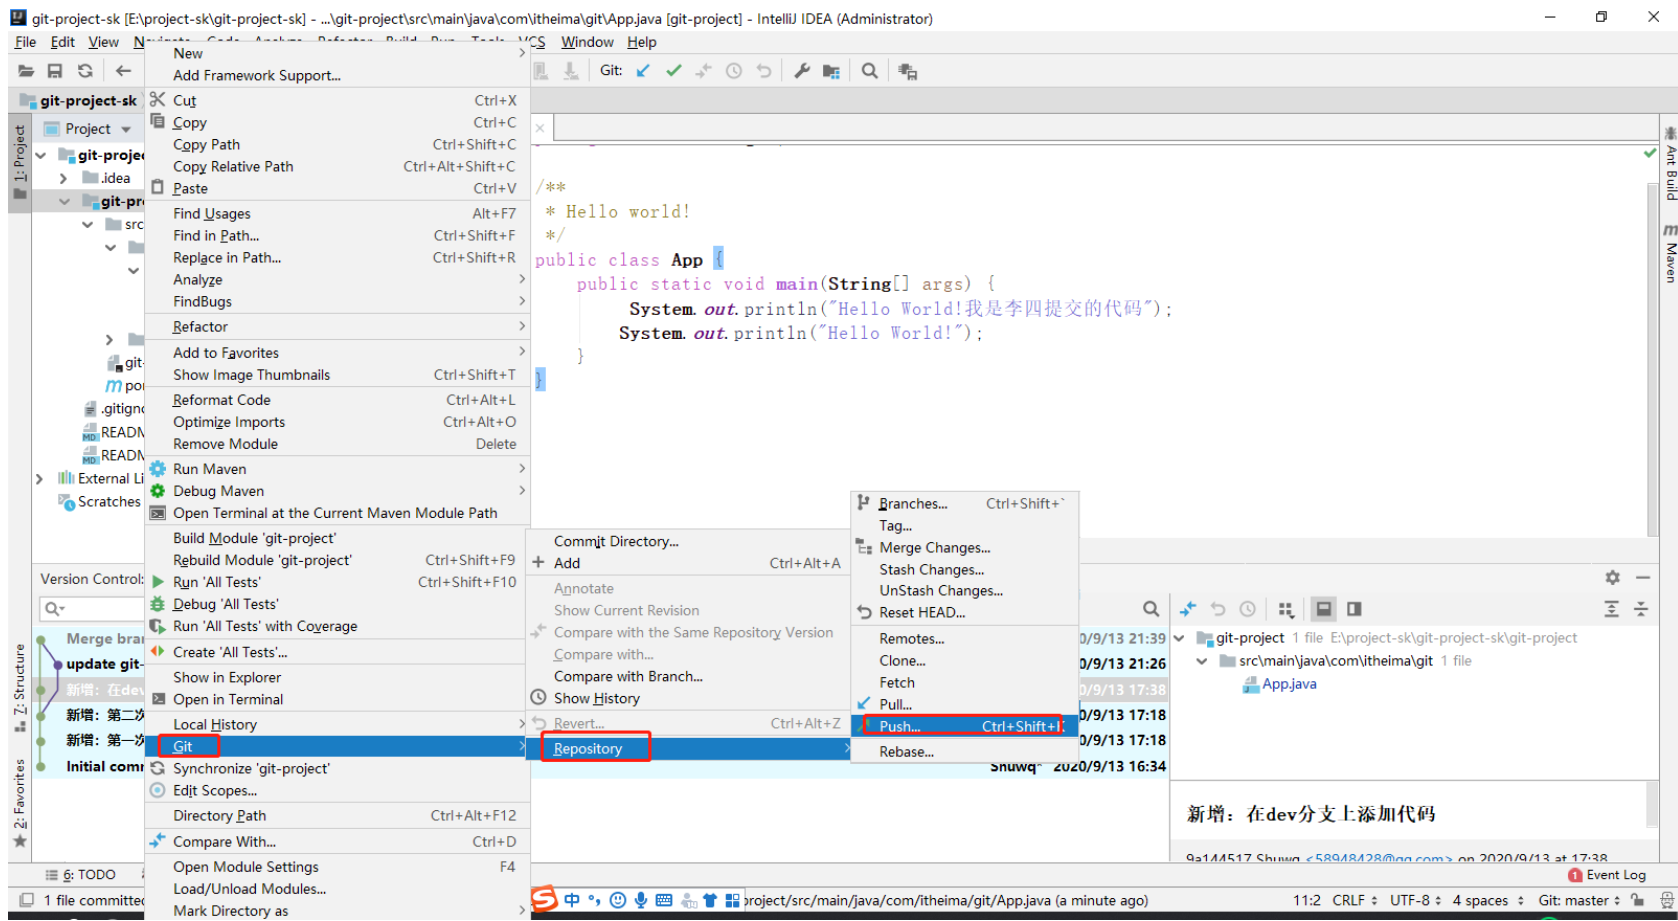 git-project-sk [E:\project-sk\git-project-sk] - ...\git-project\src\main\java\com\itheima\git\App.java [git-project] - IntelliJ IDEA (Administrator)
File Edit View VCS Window Help
Git:
git-project-sk
Project
1: Project
git-projec
.idea
git-pro
src
git-
por
.gitigno
READM
READM
External Li
Scratches
New
Add Framework Support...
Cut Ctrl+X
Copy Ctrl+C
Copy Path Ctrl+Shift+C
Copy Relative Path Ctrl+Alt+Shift+C
Paste Ctrl+V
Find Usages Alt+F7
Find in Path... Ctrl+Shift+F
Replace in Path... Ctrl+Shift+R
Analyze
FindBugs
Refactor
Add to Favorites
Show Image Thumbnails Ctrl+Shift+T
Reformat Code Ctrl+Alt+L
Optimize Imports Ctrl+Alt+O
Remove Module Delete
Run Maven
Debug Maven
Open Terminal at the Current Maven Module Path
Build Module 'git-project'
Rebuild Module 'git-project' Ctrl+Shift+F9
Run 'All Tests' Ctrl+Shift+F10
Debug 'All Tests'
Run 'All Tests' with Coverage
Create 'All Tests'...
Show in Explorer
Open in Terminal
Local History
Git
Synchronize 'git-project'
Edit Scopes...
Directory Path Ctrl+Alt+F12
Compare With... Ctrl+D
Open Module Settings F4
Load/Unload Modules...
Mark Directory as
/**
* Hello world!
*/
public class App {
public static void main(String[] args) {
System.out.println("Hello World!我是李四提交的代码");
System.out.println("Hello World!");
}
}
Ant Build
Maven
Commit Directory...
Add Ctrl+Alt+A
Annotate
Show Current Revision
Compare with the Same Repository Version
Compare with...
Compare with Branch...
Show History
Revert... Ctrl+Alt+Z
Repository
Branches... Ctrl+Shift+`
Tag...
Merge Changes...
Stash Changes...
UnStash Changes...
Reset HEAD...
Remotes...
Clone...
Fetch
Pull...
Push... Ctrl+Shift+K
Rebase...
Version Control:
Merge bran
update git-
新增：在dev
新增：第二次
新增：第一次
Initial comm
0/9/13 21:39
0/9/13 21:26
0/9/13 17:38
0/9/13 17:18
0/9/13 17:18
Shuwq* 2020/9/13 16:34
Z: Structure
2: Favorites
git-project 1 file E:\project-sk\git-project-sk\git-project
src\main\java\com\itheima\git 1 file
App.java
新增：在dev分支上添加代码
9a144517 Shuwq <58948428@qq.com> on 2020/9/13 at 17:38
6: TODO
1 Event Log
1 file committed
中
project/src/main/java/com/itheima/git/App.java (a minute ago)
11:2 CRLF UTF-8 4 spaces Git: master